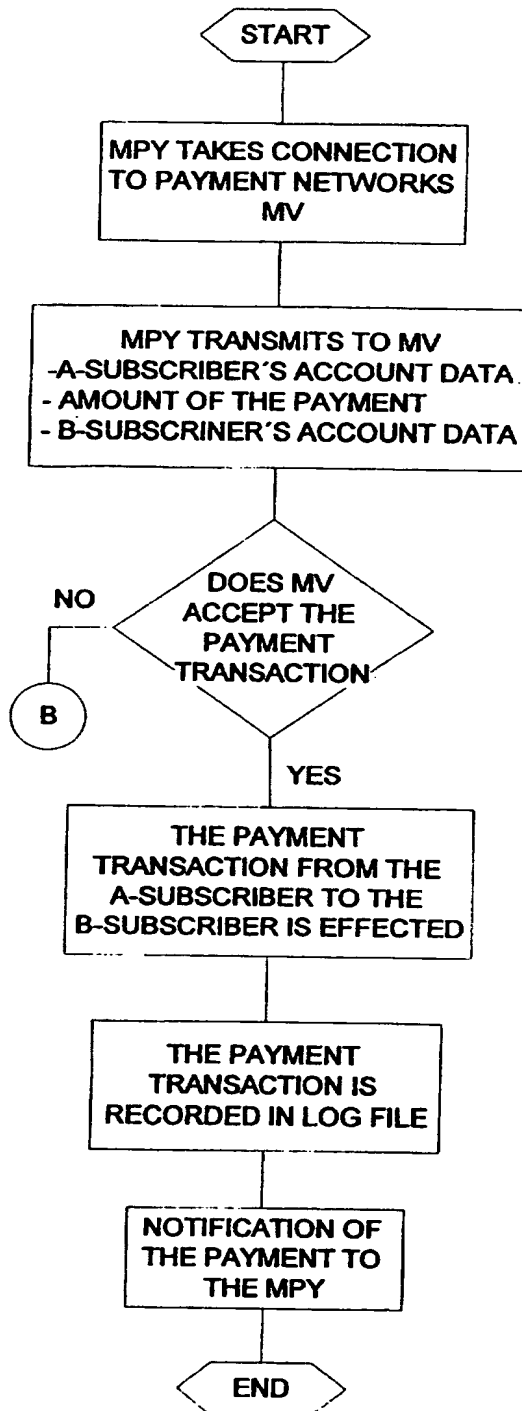 START
MPY TAKES CONNECTION
TO PAYMENT NETWORKS
MV
MPY TRANSMITS TO MV
-A-SUBSCRIBER´S ACCOUNT DATA
- AMOUNT OF THE PAYMENT
- B-SUBSCRINER´S ACCOUNT DATA
DOES MV
ACCEPT THE
PAYMENT
TRANSACTION
NO
B
YES
THE PAYMENT
TRANSACTION FROM THE
A-SUBSCRIBER TO THE
B-SUBSCRIBER IS EFFECTED
THE PAYMENT
TRANSACTION IS
RECORDED IN LOG FILE
NOTIFICATION OF
THE PAYMENT TO
THE MPY
END